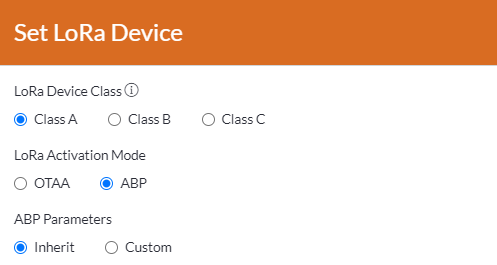 Set LoRa Device
LoRa Device Class
Class A Class B Class C
LoRa Activation Mode
OTAA ABP
ABP Parameters
Inherit Custom